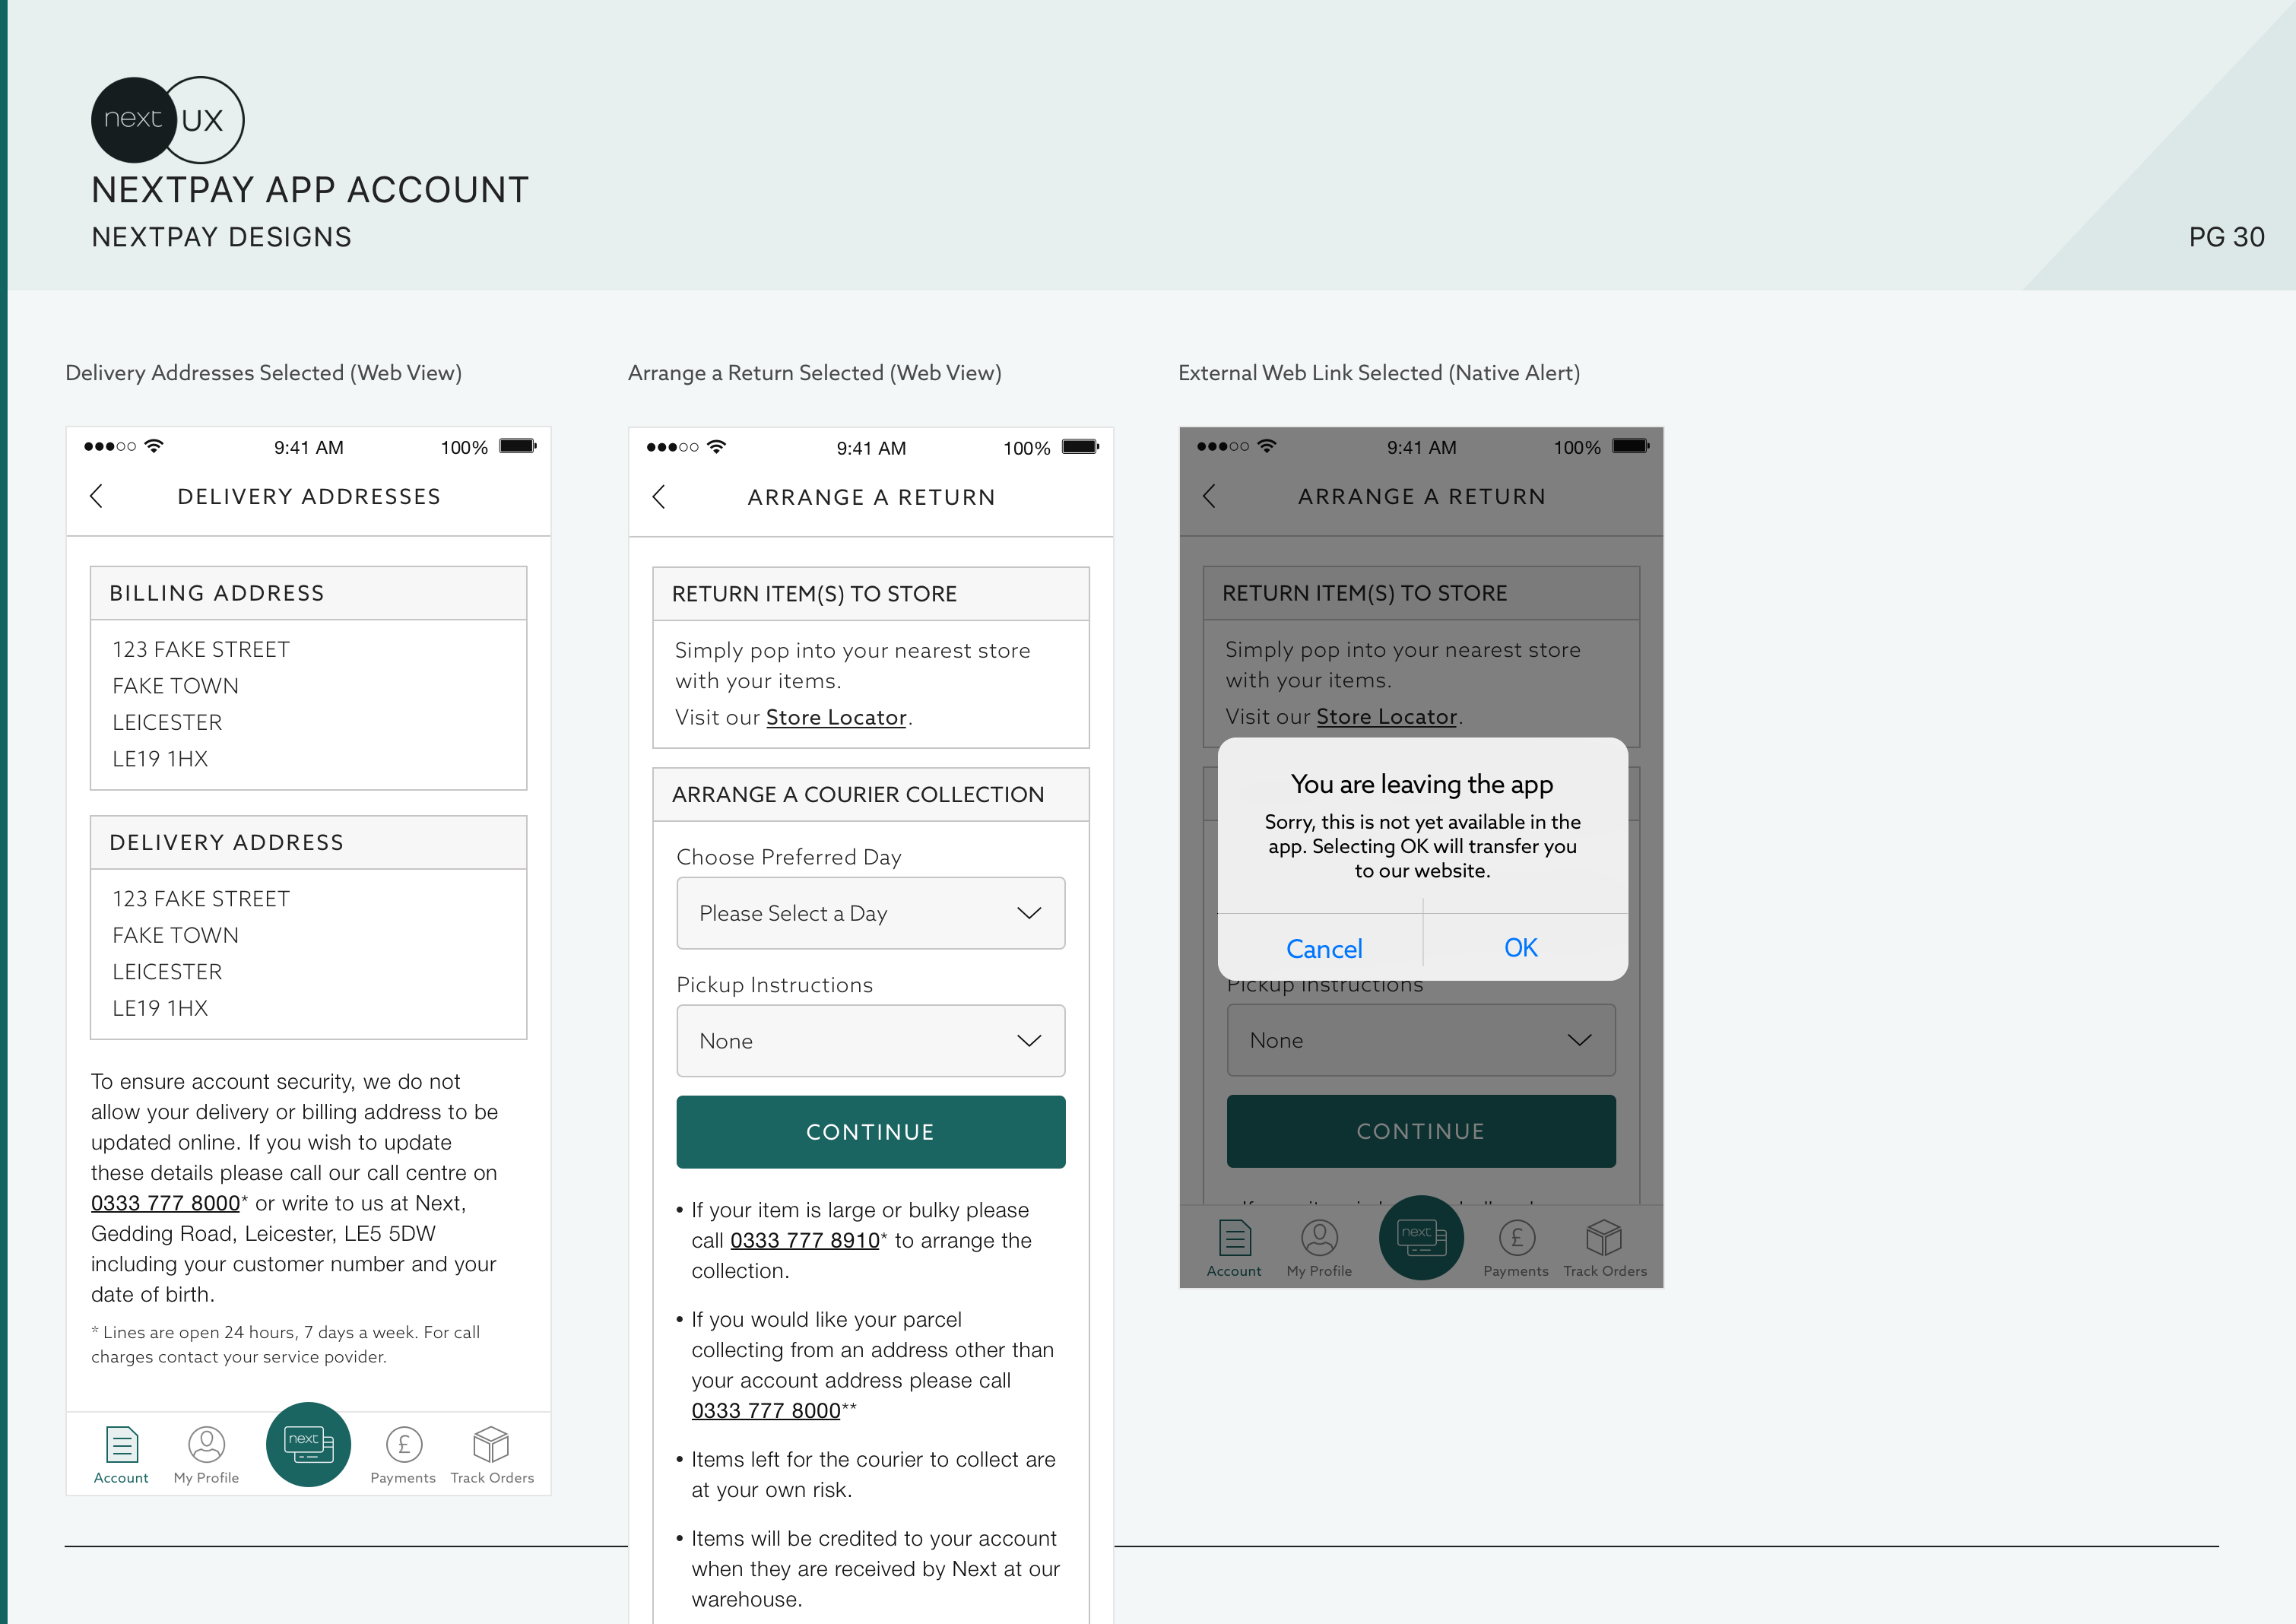 next UX
NEXTPAY APP ACCOUNT
NEXTPAY DESIGNS
PG 30
Delivery Addresses Selected (Web View)
9:41 AM
100%
DELIVERY ADDRESSES
BILLING ADDRESS
123 FAKE STREET
FAKE TOWN
LEICESTER
LE19 1HX
DELIVERY ADDRESS
123 FAKE STREET
FAKE TOWN
LEICESTER
LE19 1HX
To ensure account security, we do not
allow your delivery or billing address to be
updated online. If you wish to update
these details please call our call centre on
0333 777 8000* or write to us at Next,
Gedding Road, Leicester, LE5 5DW
including your customer number and your
date of birth.
* Lines are open 24 hours, 7 days a week. For call
charges contact your service povider.
Account
My Profile
next
£
Payments
Track Orders
Arrange a Return Selected (Web View)
9:41 AM
100%
ARRANGE A RETURN
RETURN ITEM(S) TO STORE
Simply pop into your nearest store
with your items.
Visit our Store Locator.
ARRANGE A COURIER COLLECTION
Choose Preferred Day
Please Select a Day
Pickup Instructions
None
CONTINUE
• If your item is large or bulky please
call 0333 777 8910* to arrange the
collection.
• If you would like your parcel
collecting from an address other than
your account address please call
0333 777 8000**
• Items left for the courier to collect are
at your own risk.
• Items will be credited to your account
when they are received by Next at our
warehouse.
External Web Link Selected (Native Alert)
9:41 AM
100%
ARRANGE A RETURN
RETURN ITEM(S) TO STORE
Simply pop into your nearest store
with your items.
Visit our Store Locator.
You are leaving the app
Sorry, this is not yet available in the
app. Selecting OK will transfer you
to our website.
Cancel
OK
Pickup Instructions
None
CONTINUE
Account
My Profile
next
£
Payments
Track Orders